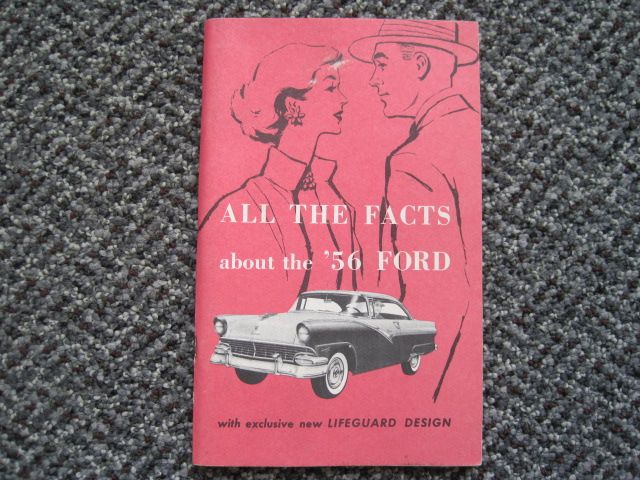 ALL THE FACTS
about the '56 FORD
with exclusive new LIFEGUARD DESIGN